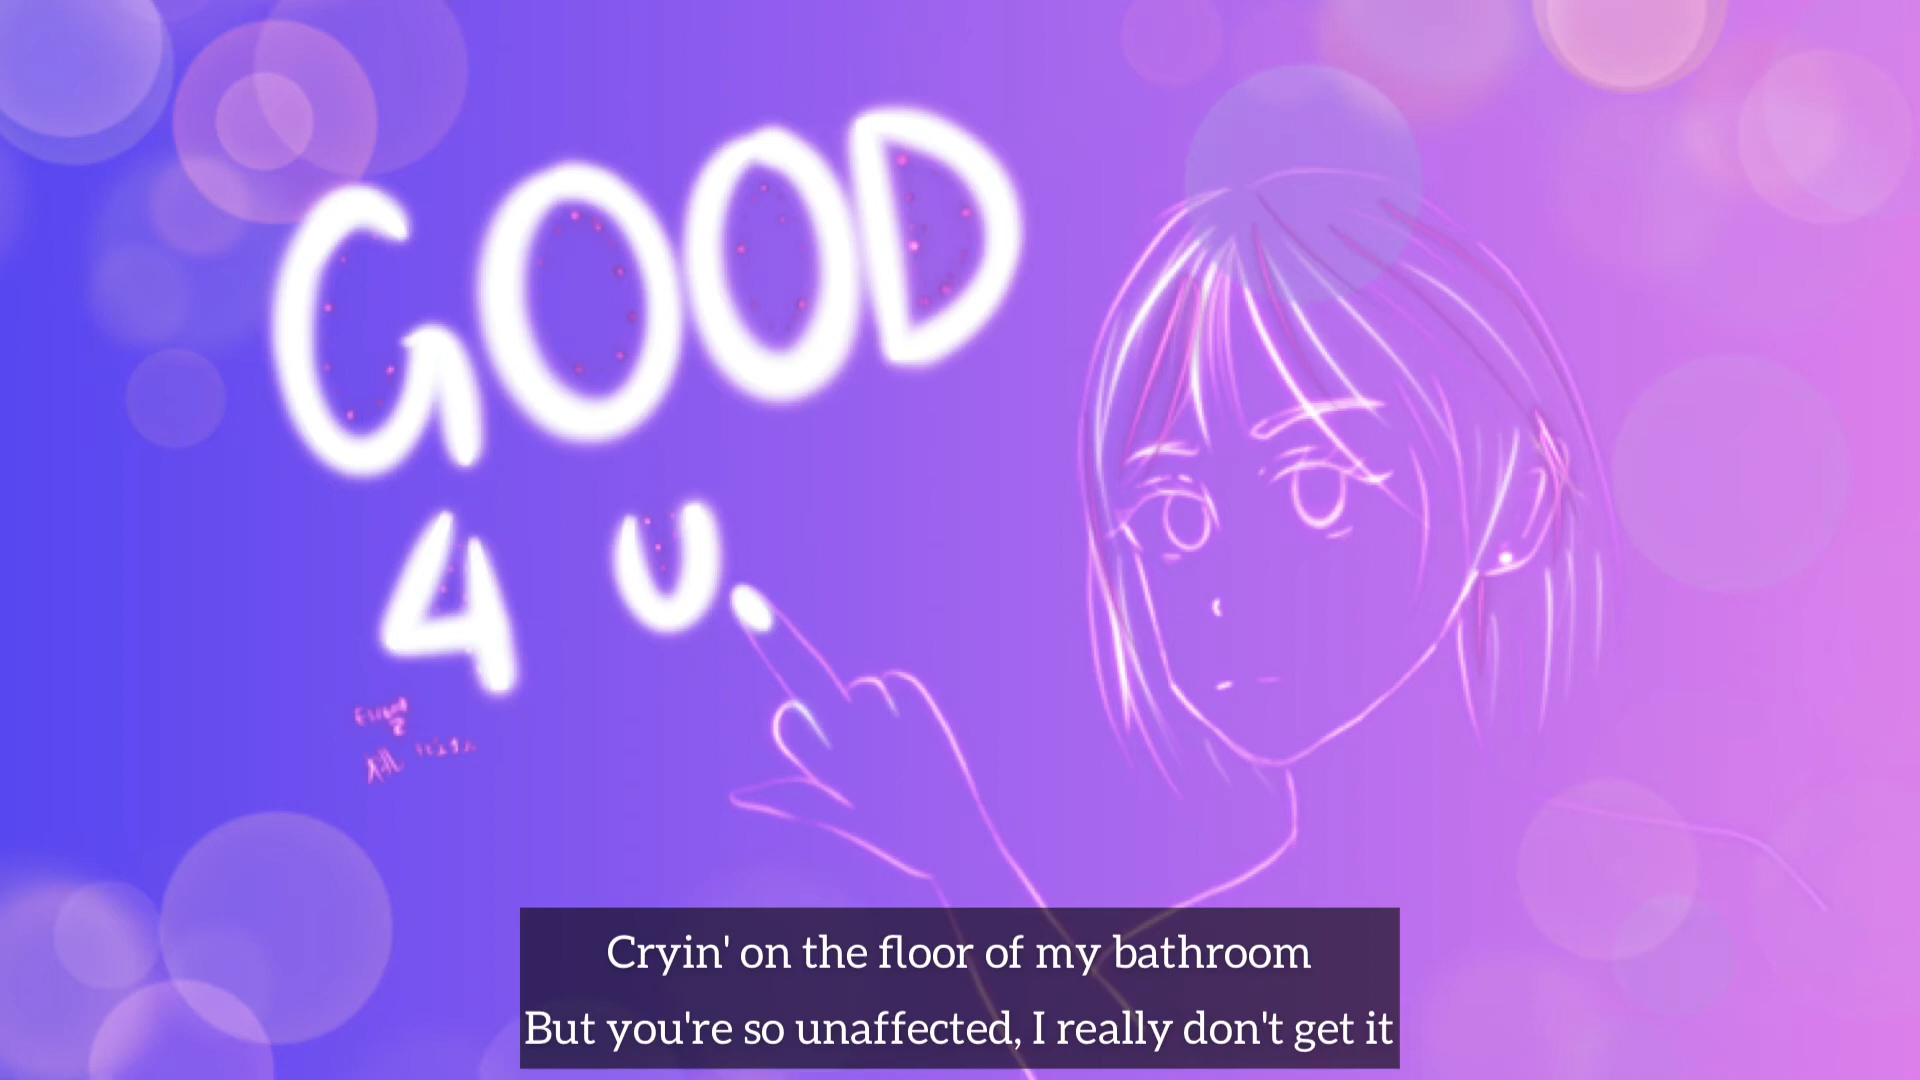 GOOD
4 U
Cryin' on the floor of my bathroom
But you're so unaffected, I really don't get it